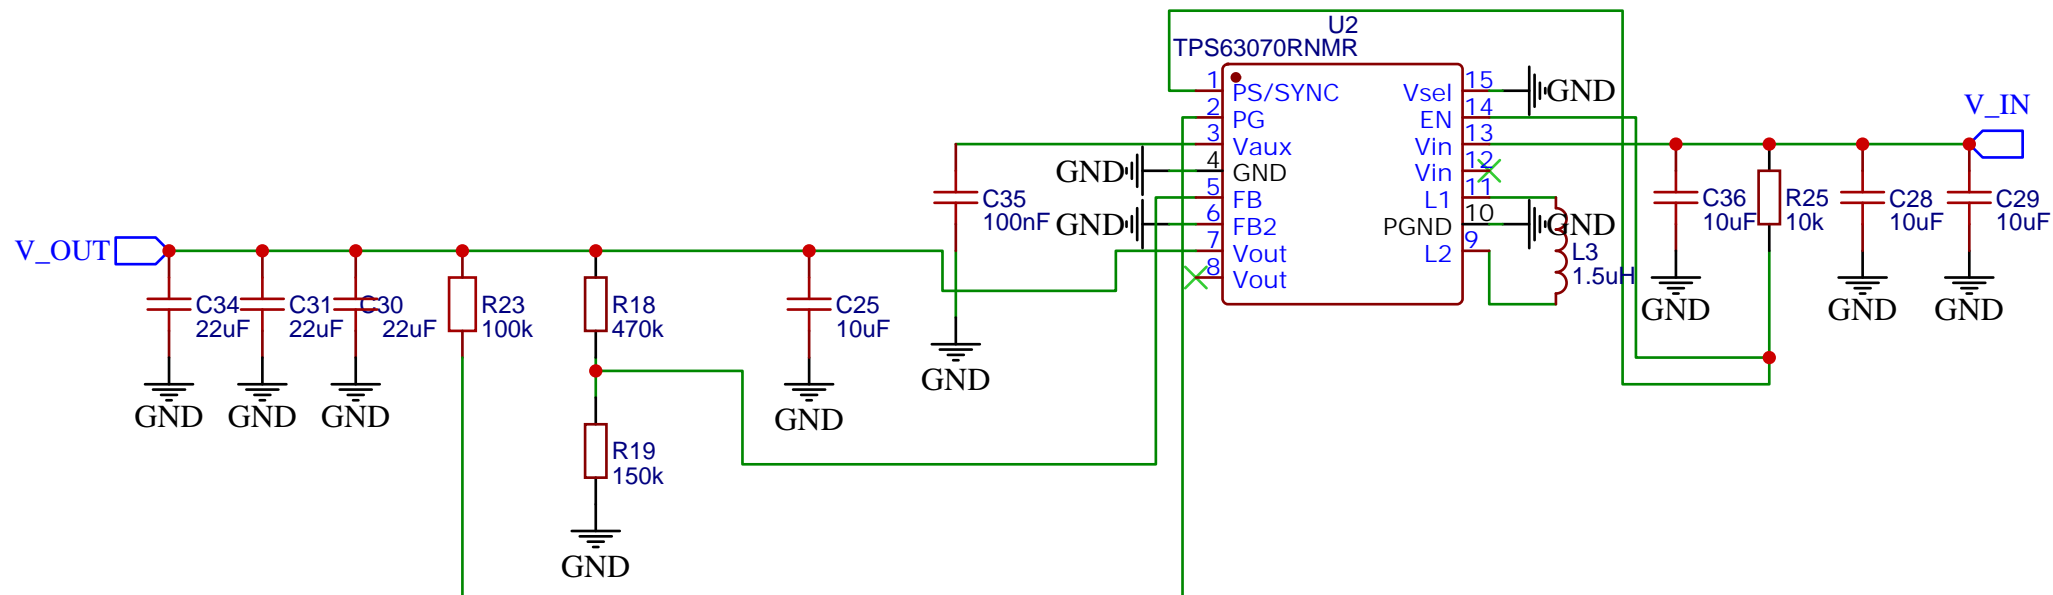 U2
TPS63070RNMR
1
PS/SYNC
2
PG
3
Vaux
4
GND
5
FB
6
FB2
7
Vout
8
Vout
15
Vsel
14
EN
13
Vin
12
Vin
11
L1
10
PGND
9
L2
GND
V_IN
GND
GND
GND
C35
100nF
GND
L3
1.5uH
C36
10uF
GND
R25
10k
C28
10uF
GND
C29
10uF
GND
V_OUT
C34
22uF
GND
C31
22uF
GND
C30
22uF
GND
R23
100k
R18
470k
C25
10uF
GND
R19
150k
GND